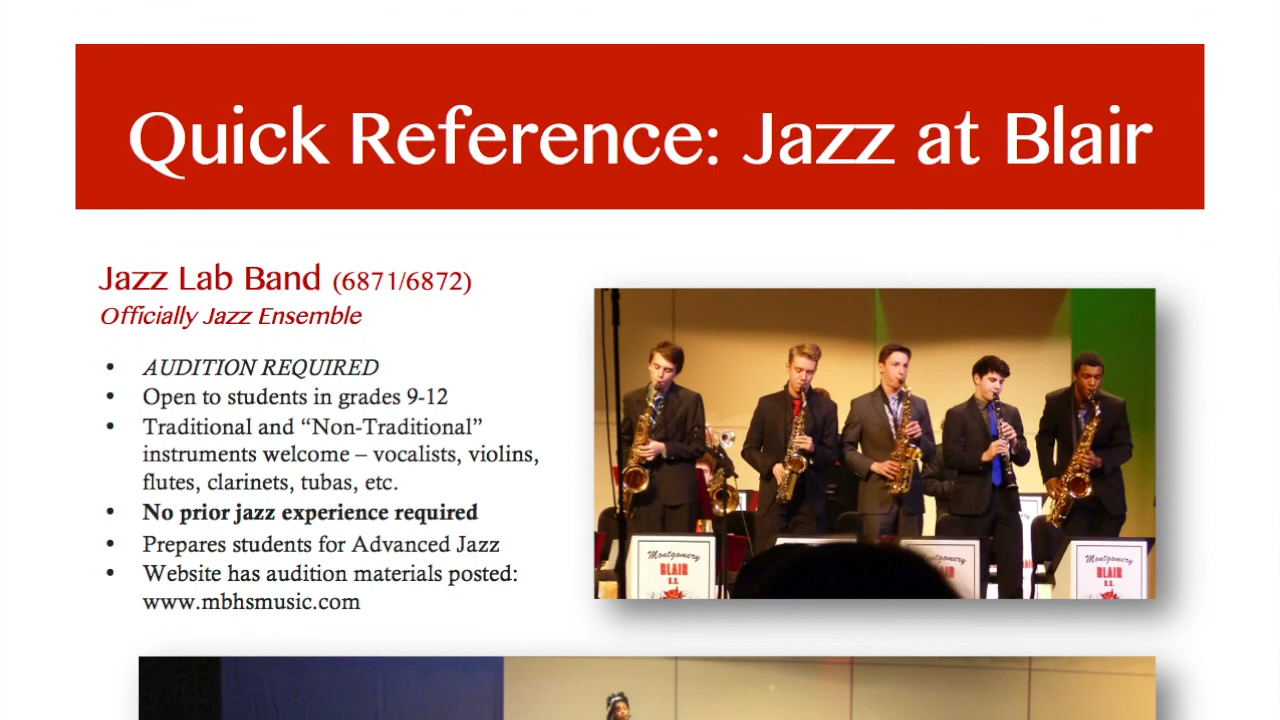 Quick Reference: Jazz at Blair
Jazz Lab Band (6871/6872)
Officially Jazz Ensemble
• AUDITION REQUIRED
• Open to students in grades 9-12
• Traditional and “Non-Traditional”
instruments welcome – vocalists, violins,
flutes, clarinets, tubas, etc.
• No prior jazz experience required
• Prepares students for Advanced Jazz
• Website has audition materials posted:
www.mbhsmusic.com
Montgomery
BLAIR
H.S.
Montgomery
BLAIR
Montgomery
BLAIR
H.S.